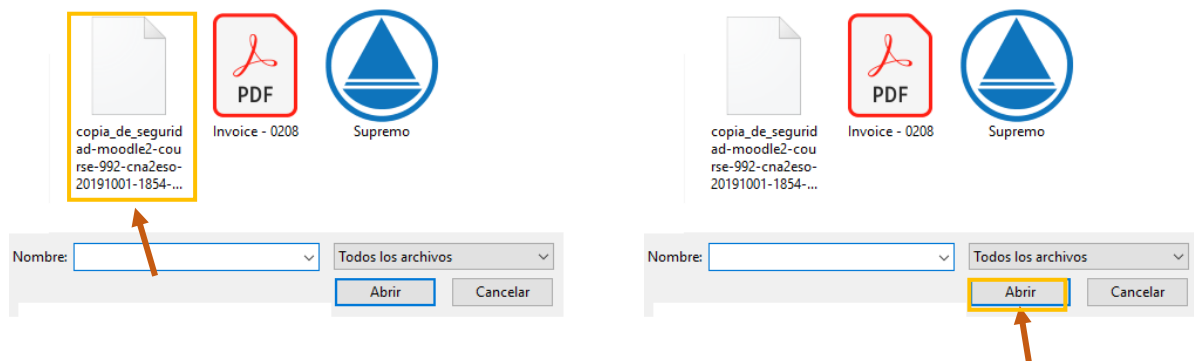 PDF
copia_de_segurid
ad-moodle2-cou
rse-992-cna2eso-
20191001-1854-...
Invoice - 0208
Supremo
Nombre:
Todos los archivos
Abrir
Cancelar
PDF
copia_de_segurid
ad-moodle2-cou
rse-992-cna2eso-
20191001-1854-...
Invoice - 0208
Supremo
Nombre:
Todos los archivos
Abrir
Cancelar